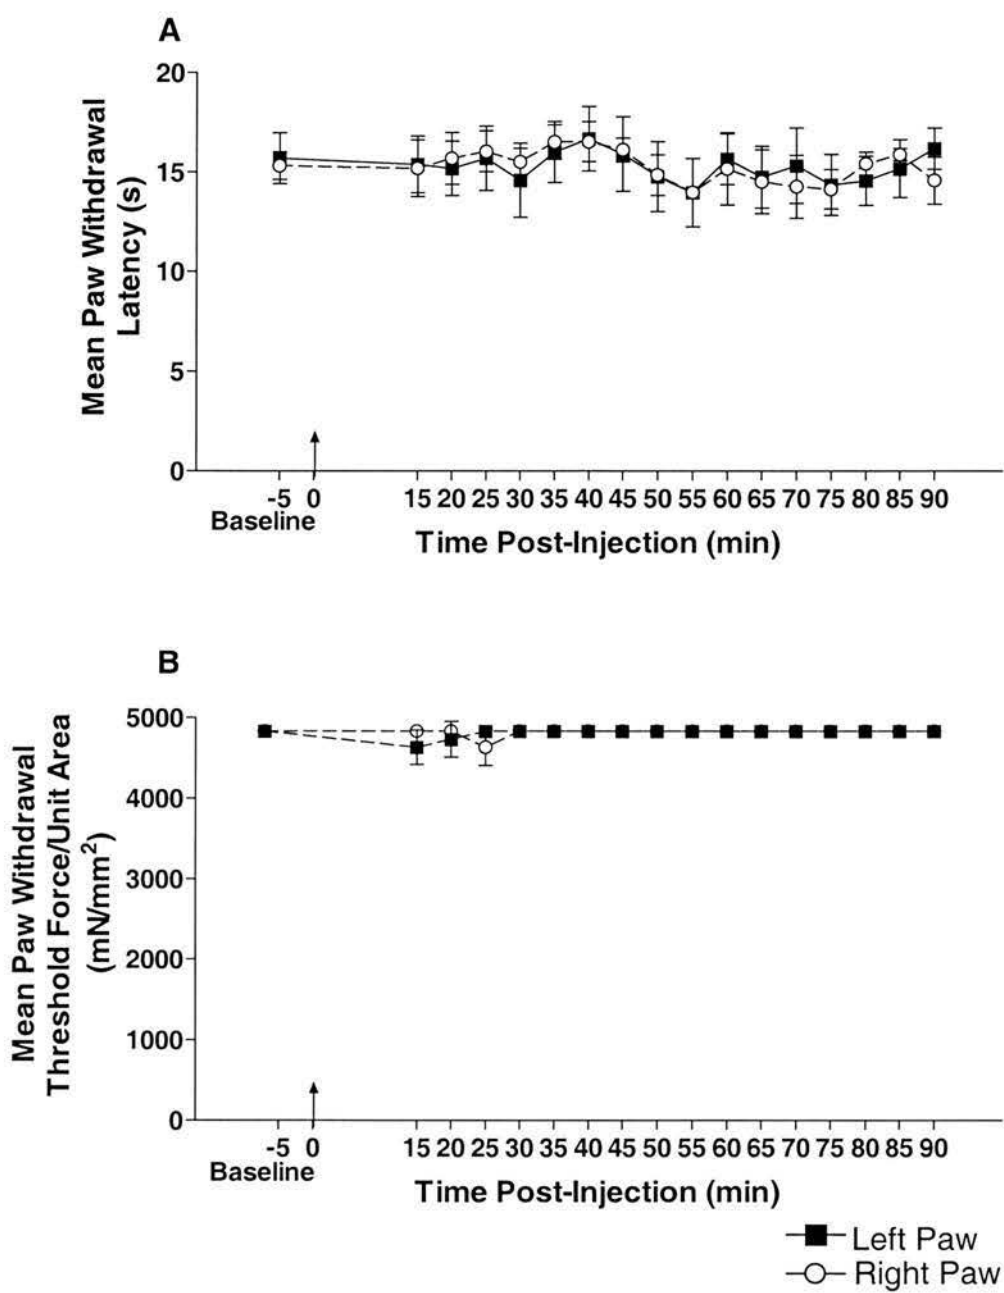 A
Mean Paw Withdrawal
Latency (s)
20
15
10
5
0
-5 0 15 20 25 30 35 40 45 50 55 60 65 70 75 80 85 90
Baseline
Time Post-Injection (min)
B
Mean Paw Withdrawal
Threshold Force/Unit Area
(mN/mm²)
5000
4000
3000
2000
1000
0
-5 0 15 20 25 30 35 40 45 50 55 60 65 70 75 80 85 90
Baseline
Time Post-Injection (min)
Left Paw
Right Paw